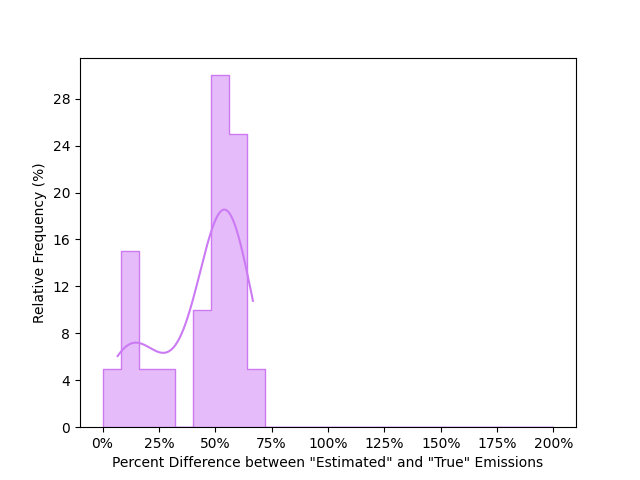 28
24
20
16
12
8
4
0
Relative Frequency (%)
0% 25% 50% 75% 100% 125% 150% 175% 200%
Percent Difference between "Estimated" and "True" Emissions